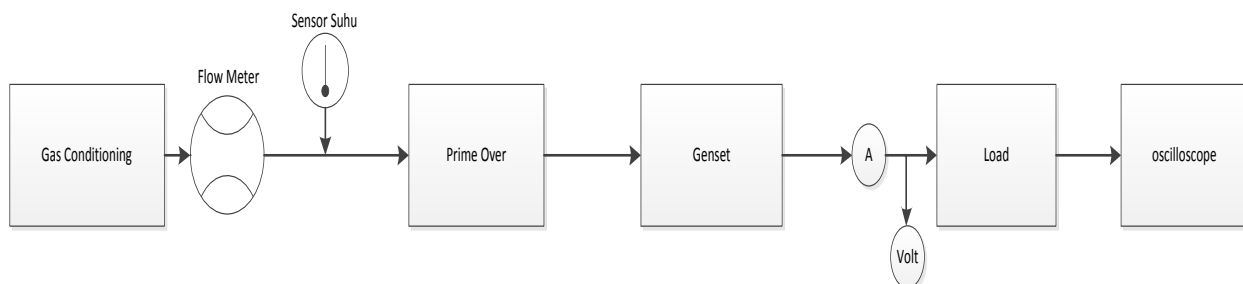 Sensor Suhu
Flow Meter
Gas Conditioning
Prime Over
Genset
A
Load
oscilloscope
Volt